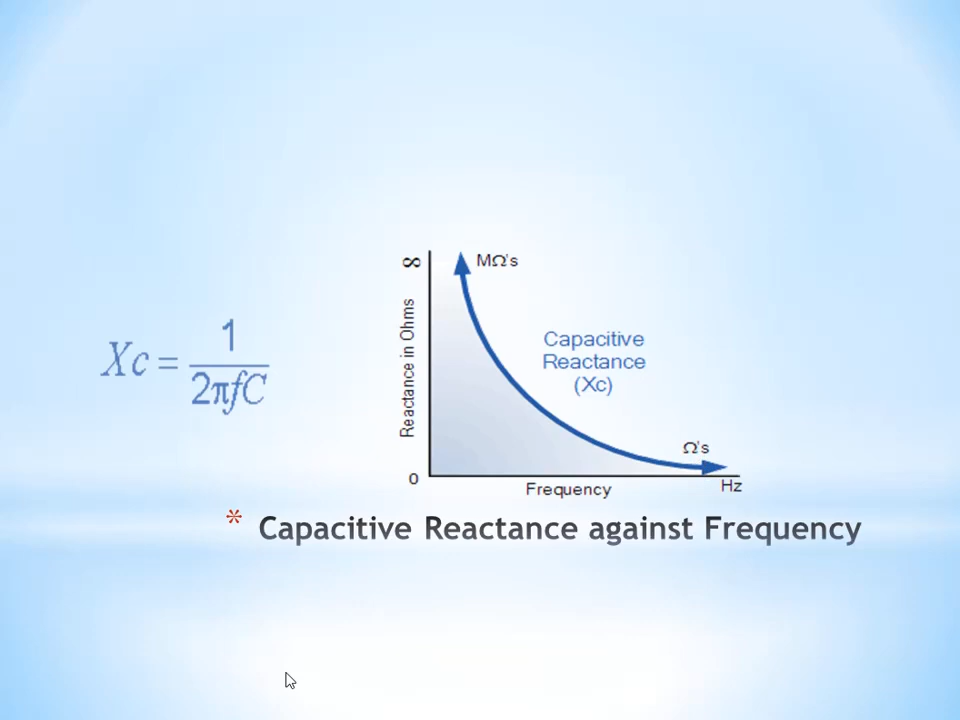 Xc = 1/2πfC
∞
MΩ's
Reactance in Ohms
Capacitive
Reactance
(Xc)
Ω's
0
Frequency
Hz
* Capacitive Reactance against Frequency